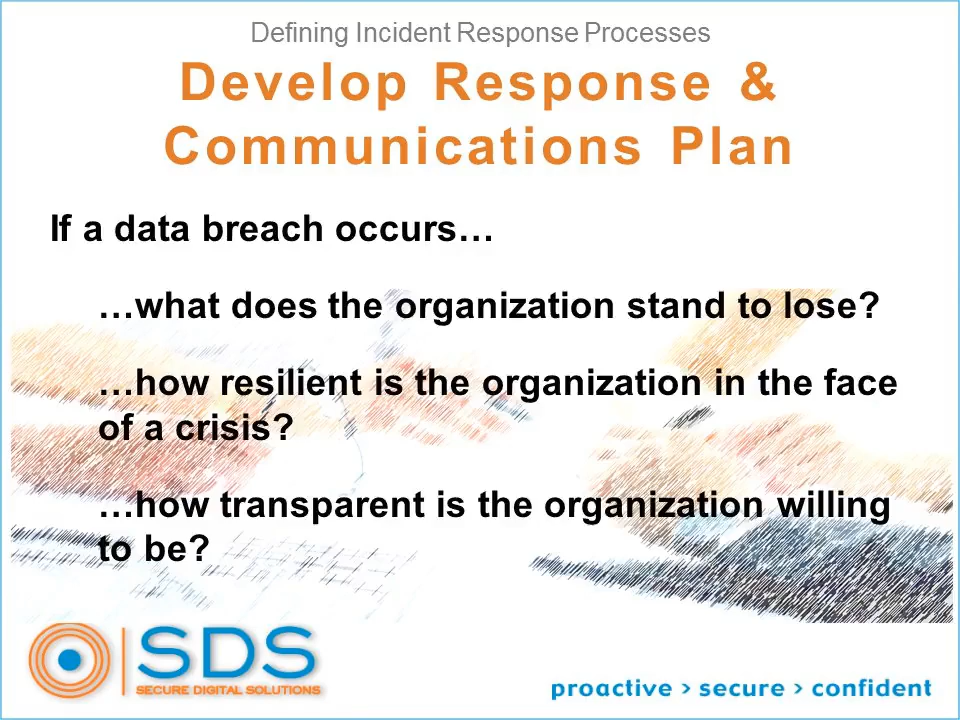 Defining Incident Response Processes
Develop Response &
Communications Plan
If a data breach occurs…
…what does the organization stand to lose?
…how resilient is the organization in the face
of a crisis?
…how transparent is the organization willing
to be?
SDS
SECURE DIGITAL SOLUTIONS
proactive > secure > confident